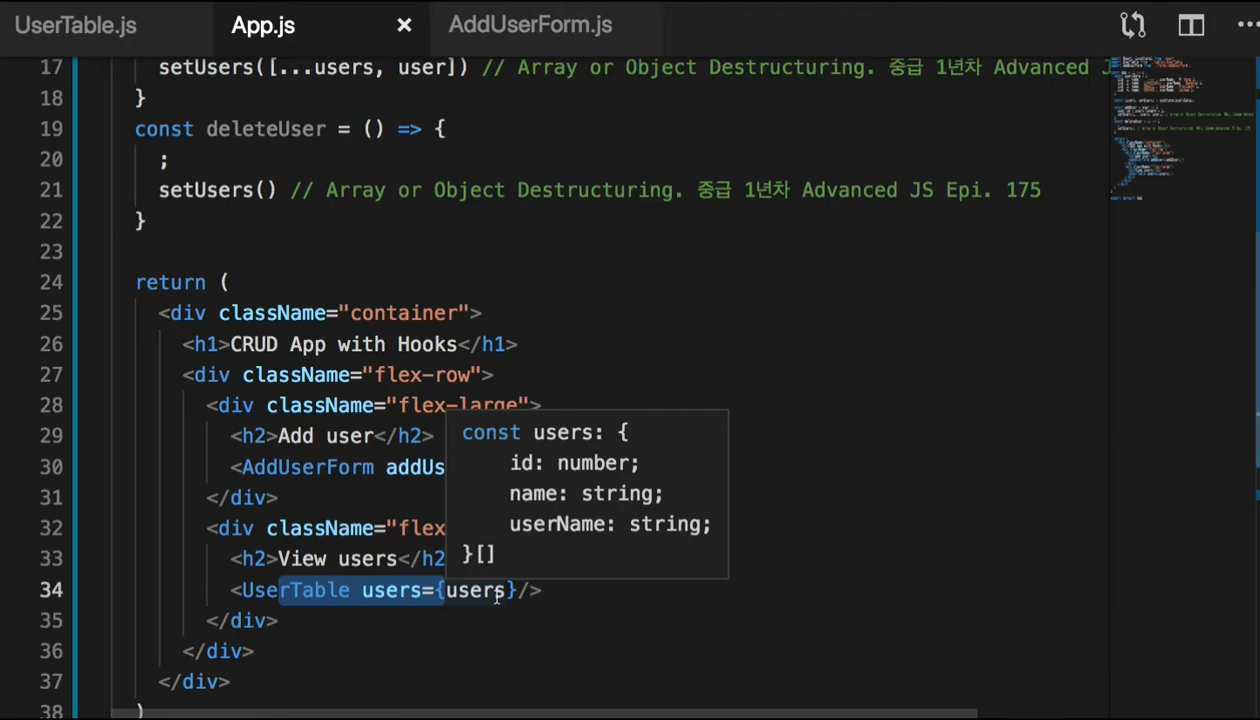 UserTable.js App.js × AddUserForm.js
17 setUsers([...users, user]) // Array or Object Destructuring. 중급 1년차 Advanced J
18 }
19 const deleteUser = () => {
20 ;
21 setUsers() // Array or Object Destructuring. 중급 1년차 Advanced JS Epi. 175
22 }
23
24 return (
25 <div className="container">
26 <h1>CRUD App with Hooks</h1>
27 <div className="flex-row">
28 <div className="flex-large">
const users: {
29 <h2>Add user</h2>
id: number;
30 <AddUserForm addUs
name: string;
31 </div>
userName: string;
32 <div className="flex
}[]
33 <h2>View users</h2
34 <UserTable users={users}/>
35 </div>
36 </div>
37 </div>
38 )